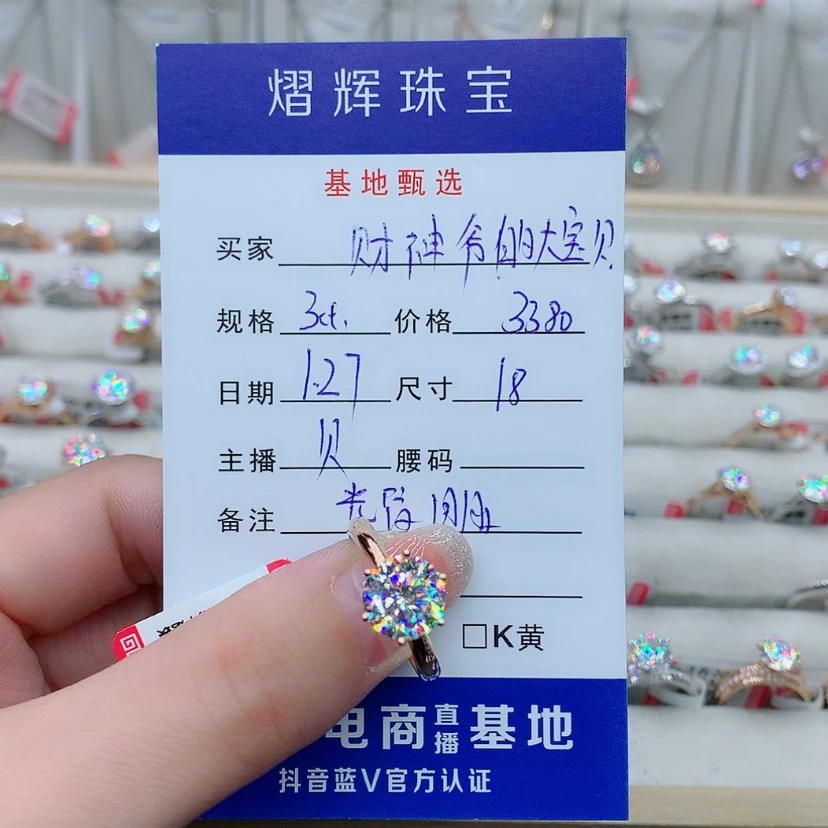 熠辉珠宝
基地甄选
买家 财神爷的大宝贝
规格 3ct. 价格 3380
日期 1.27 尺寸 18
主播 贝 腰码
备注 光
□K黄
电商直播基地
抖音蓝V官方认证